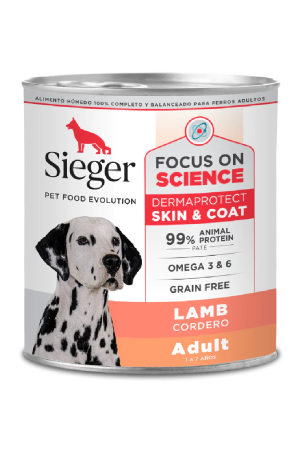 ALIMENTO HÚMEDO 100% COMPLETO Y BALANCEADO PARA PERROS ADULTOS
Sieger
PET FOOD EVOLUTION
FOCUS ON
SCIENCE
DERMAPROTECT
SKIN & COAT
99% ANIMAL
PROTEIN
PATÉ
OMEGA 3 & 6
GRAIN FREE
LAMB
CORDERO
Adult
1 A 7 AÑOS